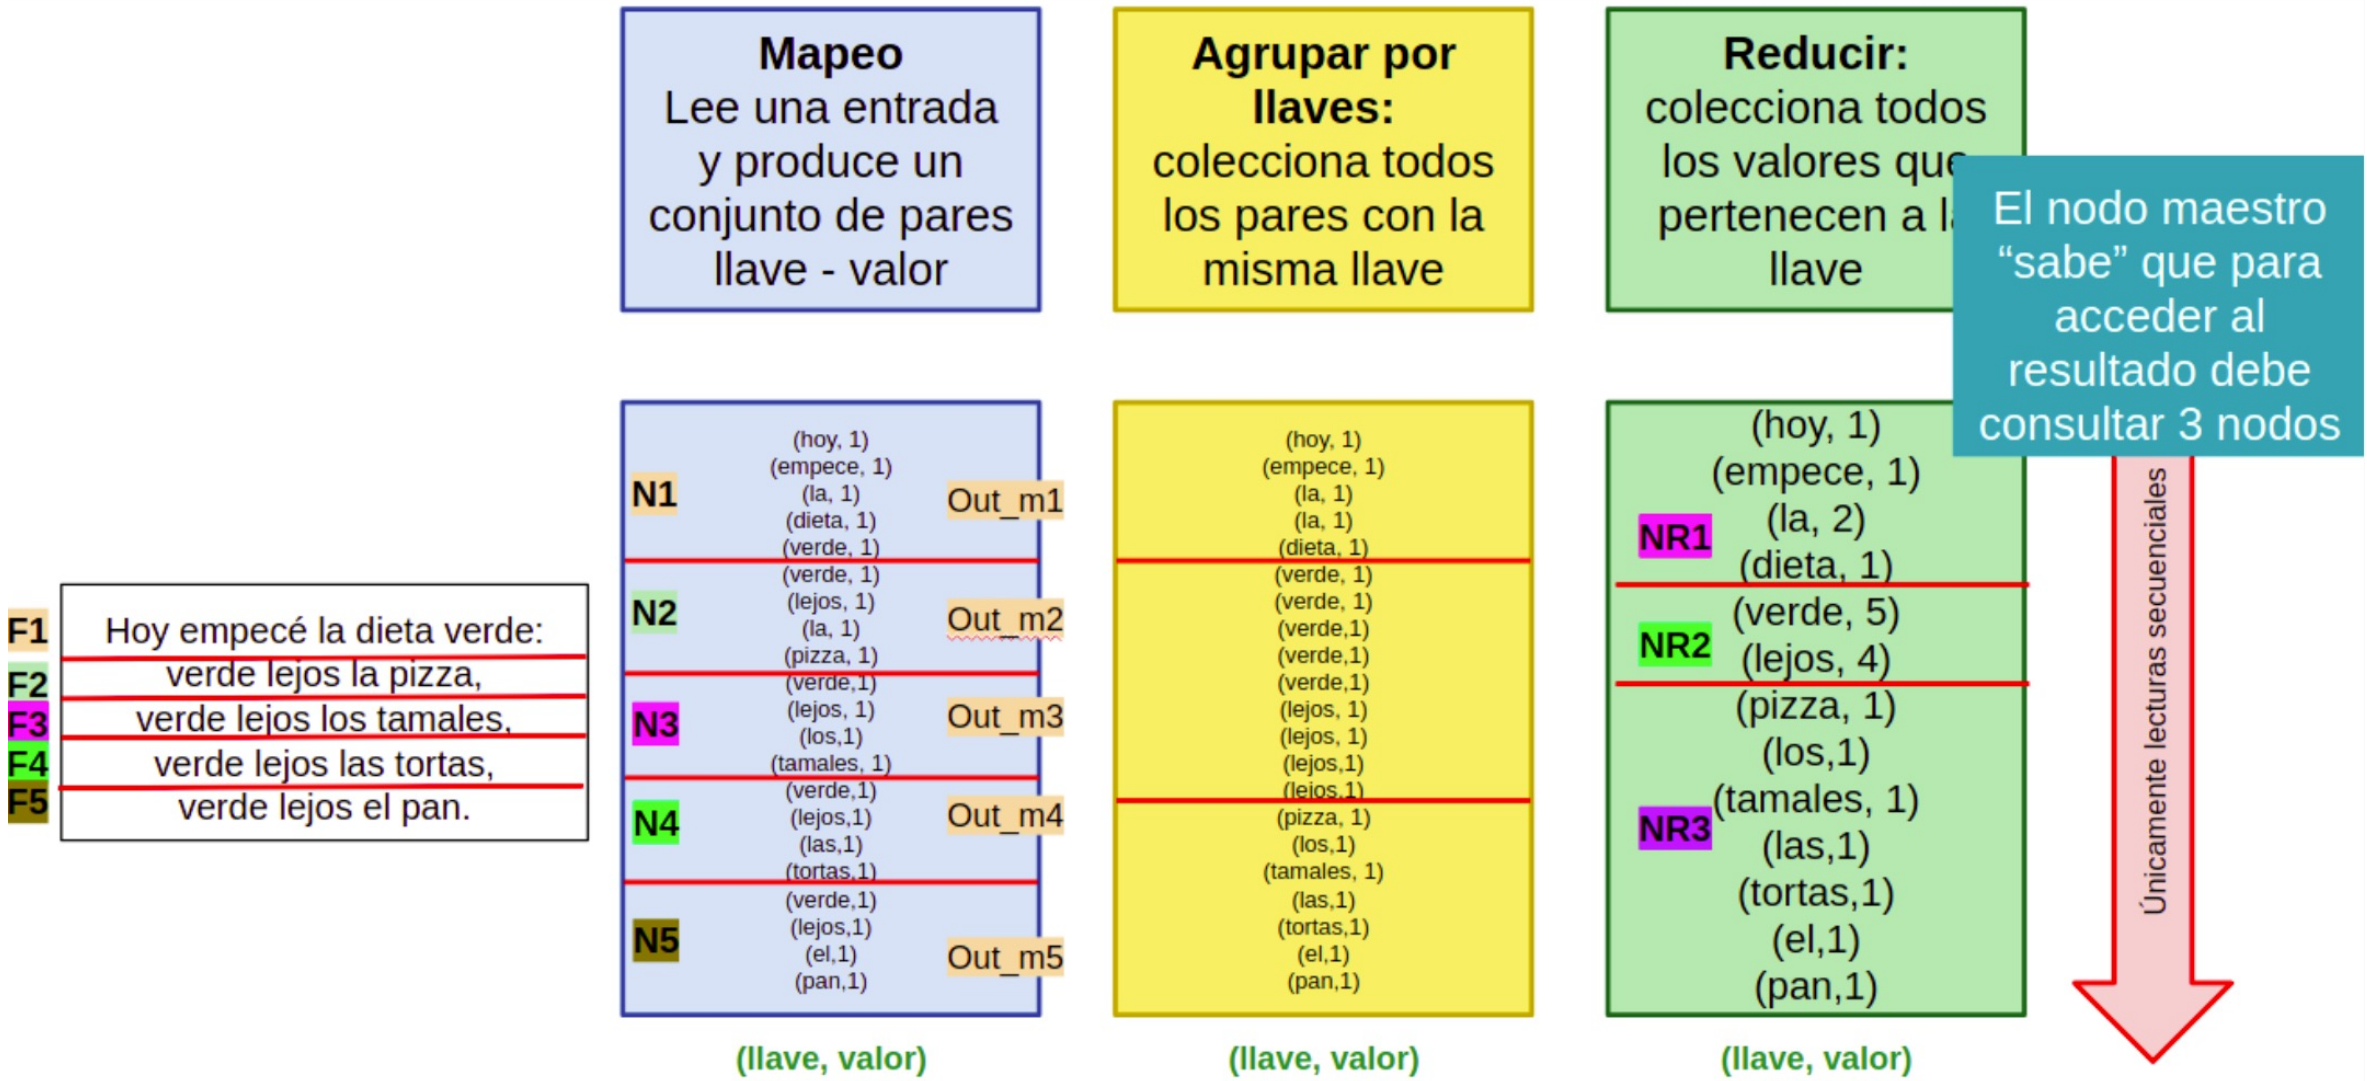 Mapeo
Lee una entrada
y produce un
conjunto de pares
llave - valor
Agrupar por
llaves:
colecciona todos
los pares con la
misma llave
Reducir:
colecciona todos
los valores que
pertenecen a
llave
El nodo maestro
“sabe” que para
acceder al
resultado debe
consultar 3 nodos
F1
F2
F3
F4
F5
Hoy empecé la dieta verde:
verde lejos la pizza,
verde lejos los tamales,
verde lejos las tortas,
verde lejos el pan.
N1
(hoy, 1)
(empece, 1)
(la, 1)
(dieta, 1)
(verde, 1)
Out_m1
N2
(verde, 1)
(lejos, 1)
(la, 1)
(pizza, 1)
Out_m2
N3
(verde,1)
(lejos, 1)
(los,1)
(tamales, 1)
Out_m3
N4
(verde,1)
(lejos,1)
(las,1)
(tortas,1)
Out_m4
N5
(verde,1)
(lejos,1)
(el,1)
(pan,1)
Out_m5
(llave, valor)
(hoy, 1)
(empece, 1)
(la, 1)
(la, 1)
(dieta, 1)
(verde, 1)
(verde, 1)
(verde,1)
(verde,1)
(verde,1)
(lejos, 1)
(lejos, 1)
(lejos,1)
(lejos,1)
(pizza, 1)
(los,1)
(tamales, 1)
(las,1)
(tortas,1)
(el,1)
(pan,1)
(llave, valor)
NR1
(hoy, 1)
(empece, 1)
(la, 2)
(dieta, 1)
NR2
(verde, 5)
(lejos, 4)
NR3
(pizza, 1)
(los,1)
(tamales, 1)
(las,1)
(tortas,1)
(el,1)
(pan,1)
(llave, valor)
Únicamente lecturas secuenciales